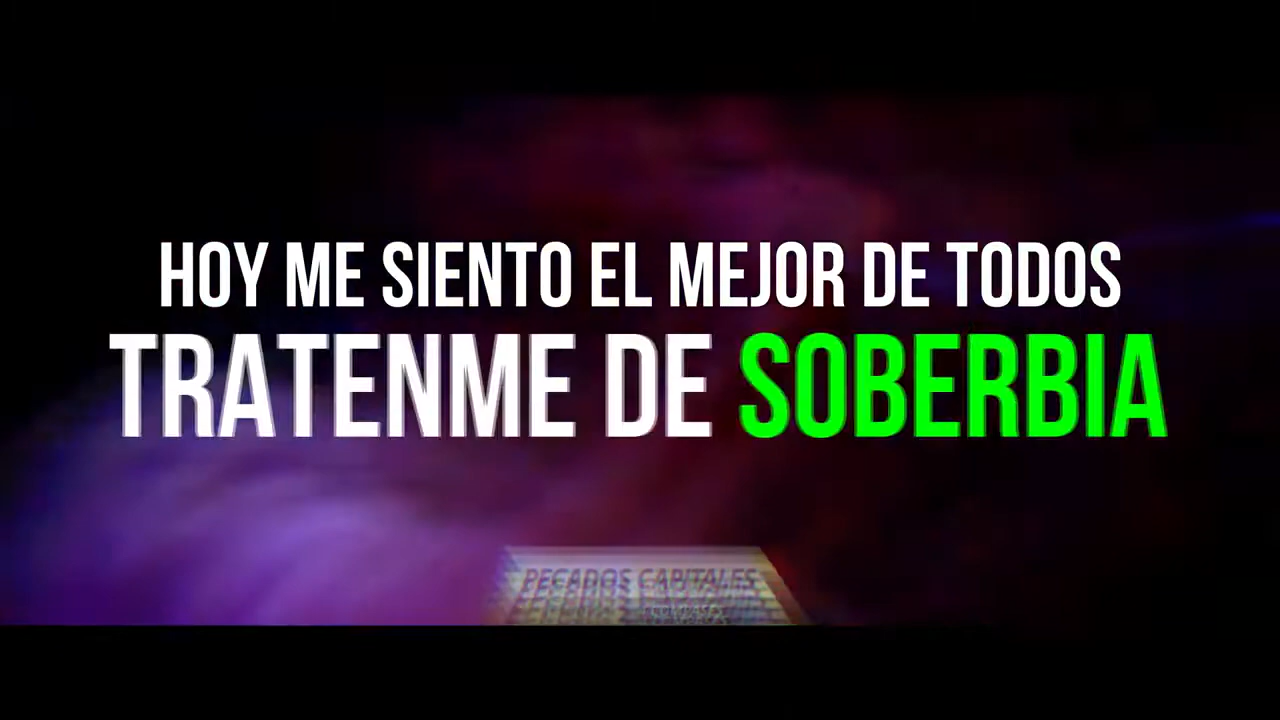 HOY ME SIENTO EL MEJOR DE TODOS
TRATENME DE SOBERBIA
PECADOS CAPITALES